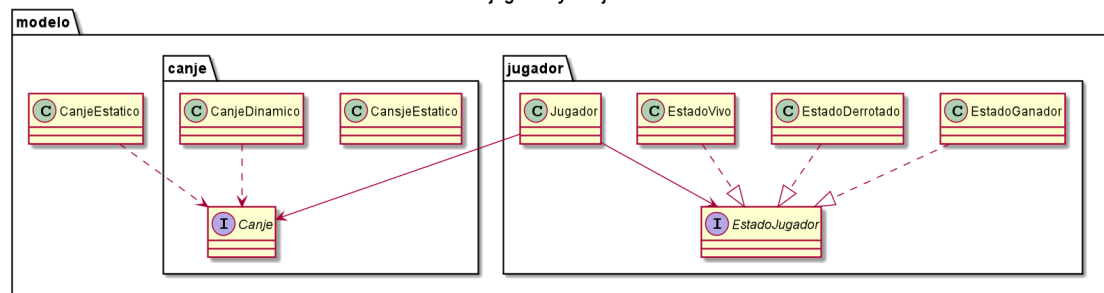 modelo
canje
jugador
C CanjeEstatico
C CanjeDinamico
C CansjeEstatico
C Jugador
C EstadoVivo
C EstadoDerrotado
C EstadoGanador
I Canje
I EstadoJugador